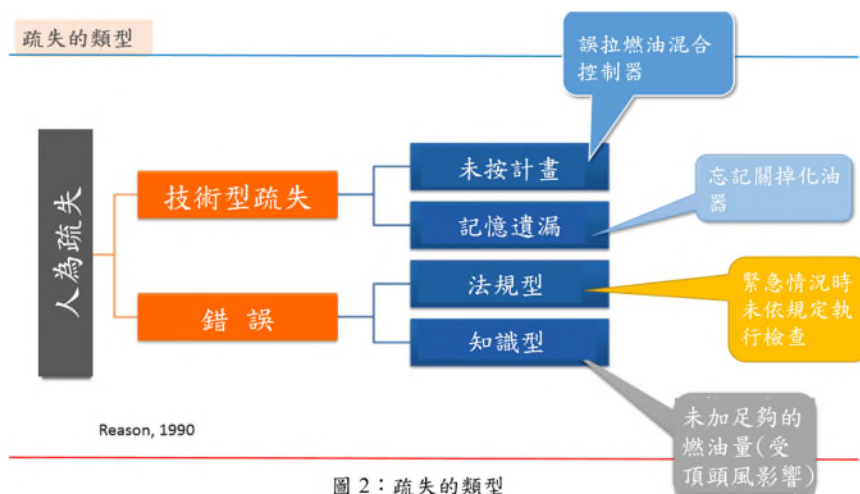 疏失的類型
誤拉燃油混合
控制器
人為疏失
技術型疏失
未按計畫
記憶遺漏
忘記關掉化油
器
錯 誤
法規型
知識型
緊急情況時
未依規定執
行檢查
未加足夠的
燃油量(受
頂頭風影響)
Reason, 1990
圖 2：疏失的類型